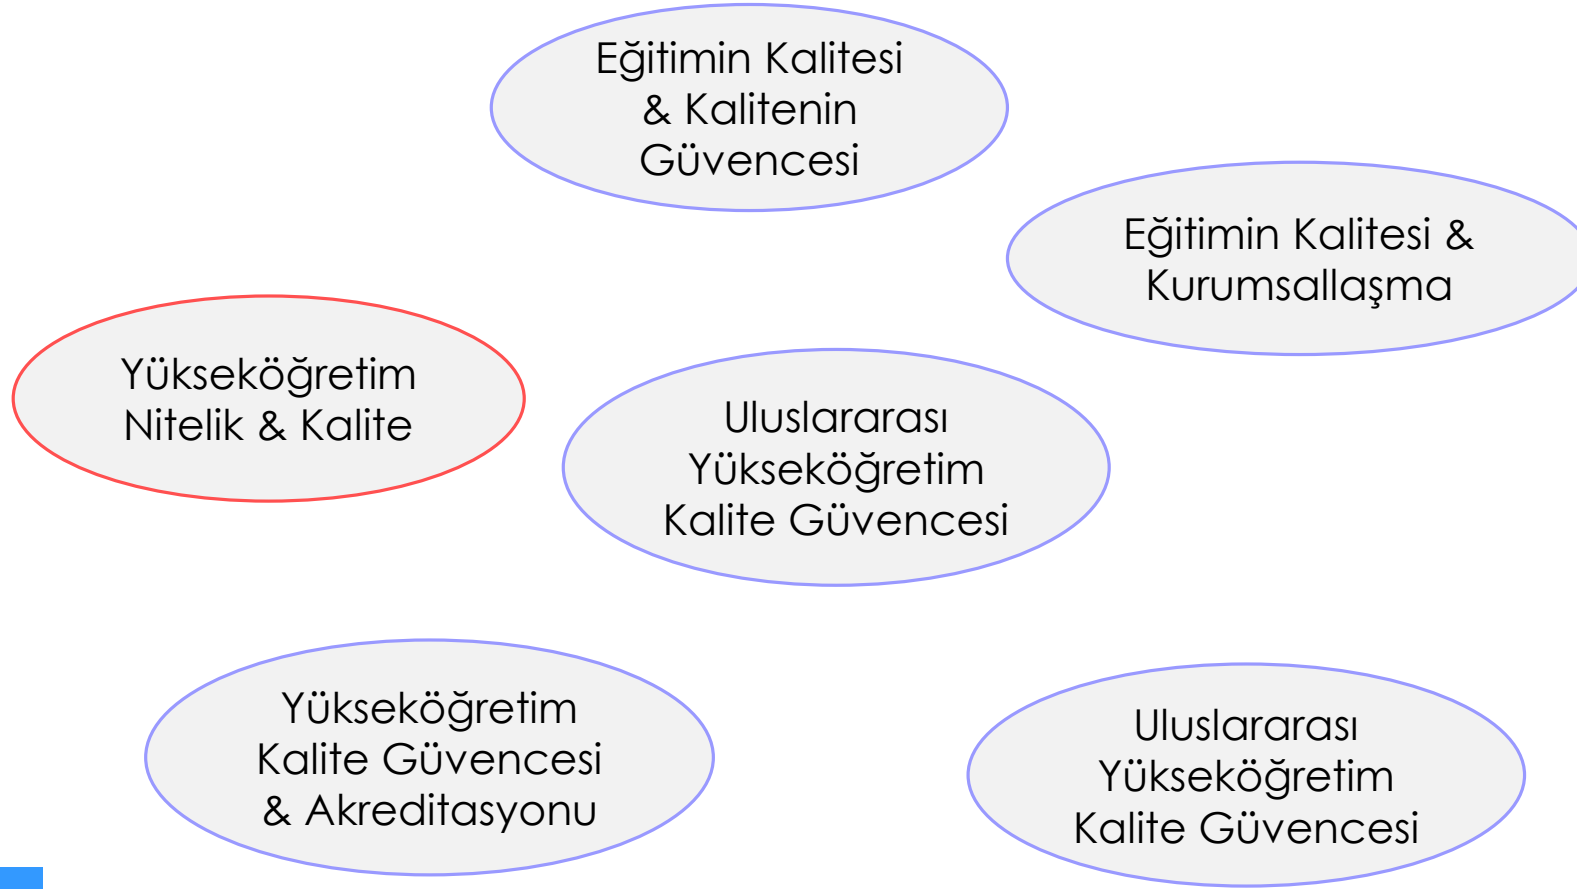 Eğitimin Kalitesi
& Kalitenin
Güvencesi
Eğitimin Kalitesi &
Kurumsallaşma
Yükseköğretim
Nitelik & Kalite
Uluslararası
Yükseköğretim
Kalite Güvencesi
Yükseköğretim
Kalite Güvencesi
& Akreditasyonu
Uluslararası
Yükseköğretim
Kalite Güvencesi